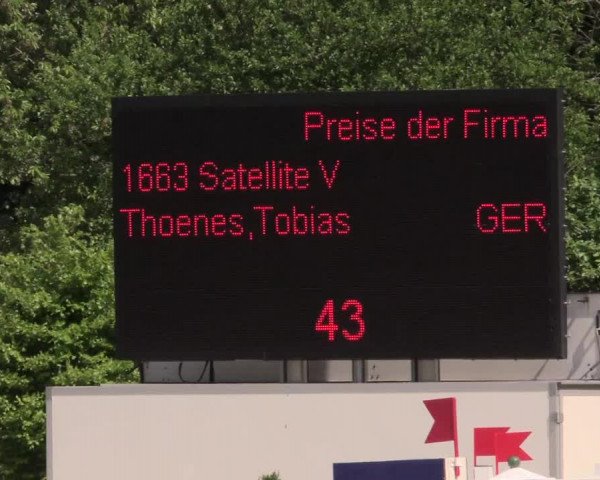 Preise der Firma
1663 Satellite V
Thoenes,Tobias GER
43